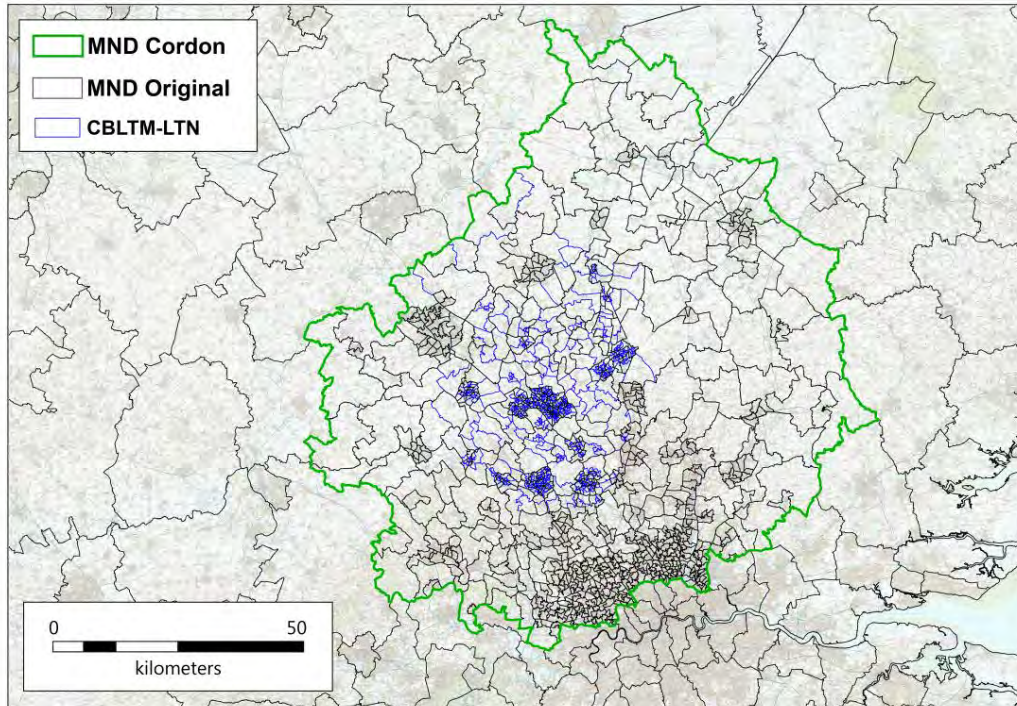 MND Cordon
MND Original
CBLTM-LTN
0 50
kilometers